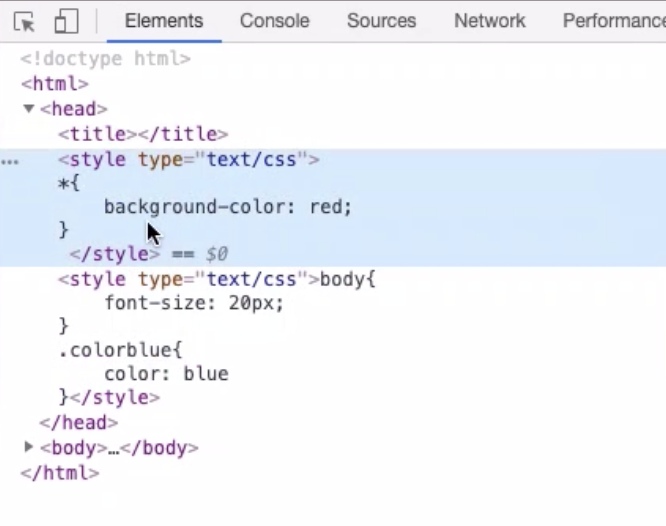 Elements Console Sources Network Performance
<!doctype html>
<html>
▼<head>
<title></title>
… <style type="text/css">
*{
background-color: red;
}
</style> == $0
<style type="text/css">body{
font-size: 20px;
}
.colorblue{
color: blue
}</style>
</head>
▶<body>…</body>
</html>